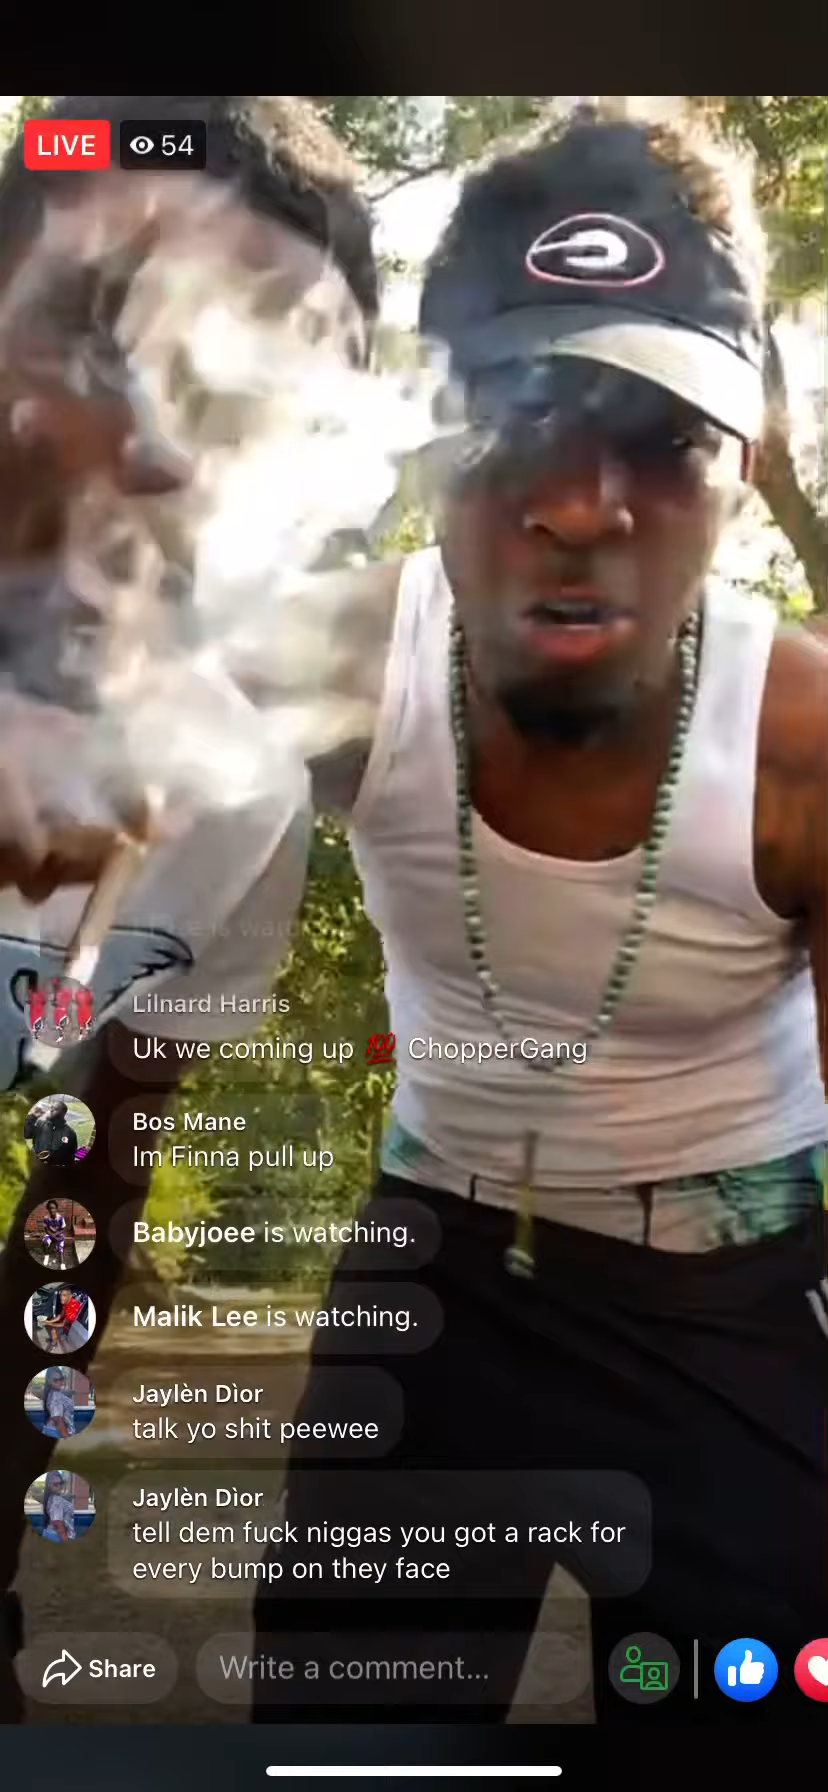 LIVE 54
Lilnard Harris
Uk we coming up 💯 ChopperGang
Bos Mane
Im Finna pull up
Babyjoee is watching.
Malik Lee is watching.
Jaylèn Dìor
talk yo shit peewee
Jaylèn Dìor
tell dem fuck niggas you got a rack for
every bump on they face
Share
Write a comment...